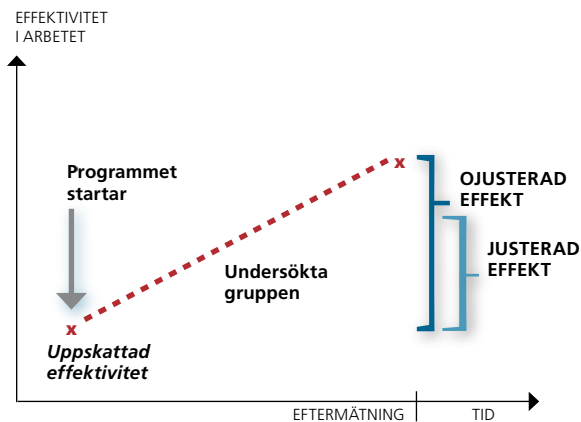 EFFEKTIVITET
I ARBETET
Programmet
startar
x
OJUSTERAD
EFFEKT
JUSTERAD
EFFEKT
Undersökta
gruppen
x
Uppskattad
effektivitet
EFTERMÄTNING
TID